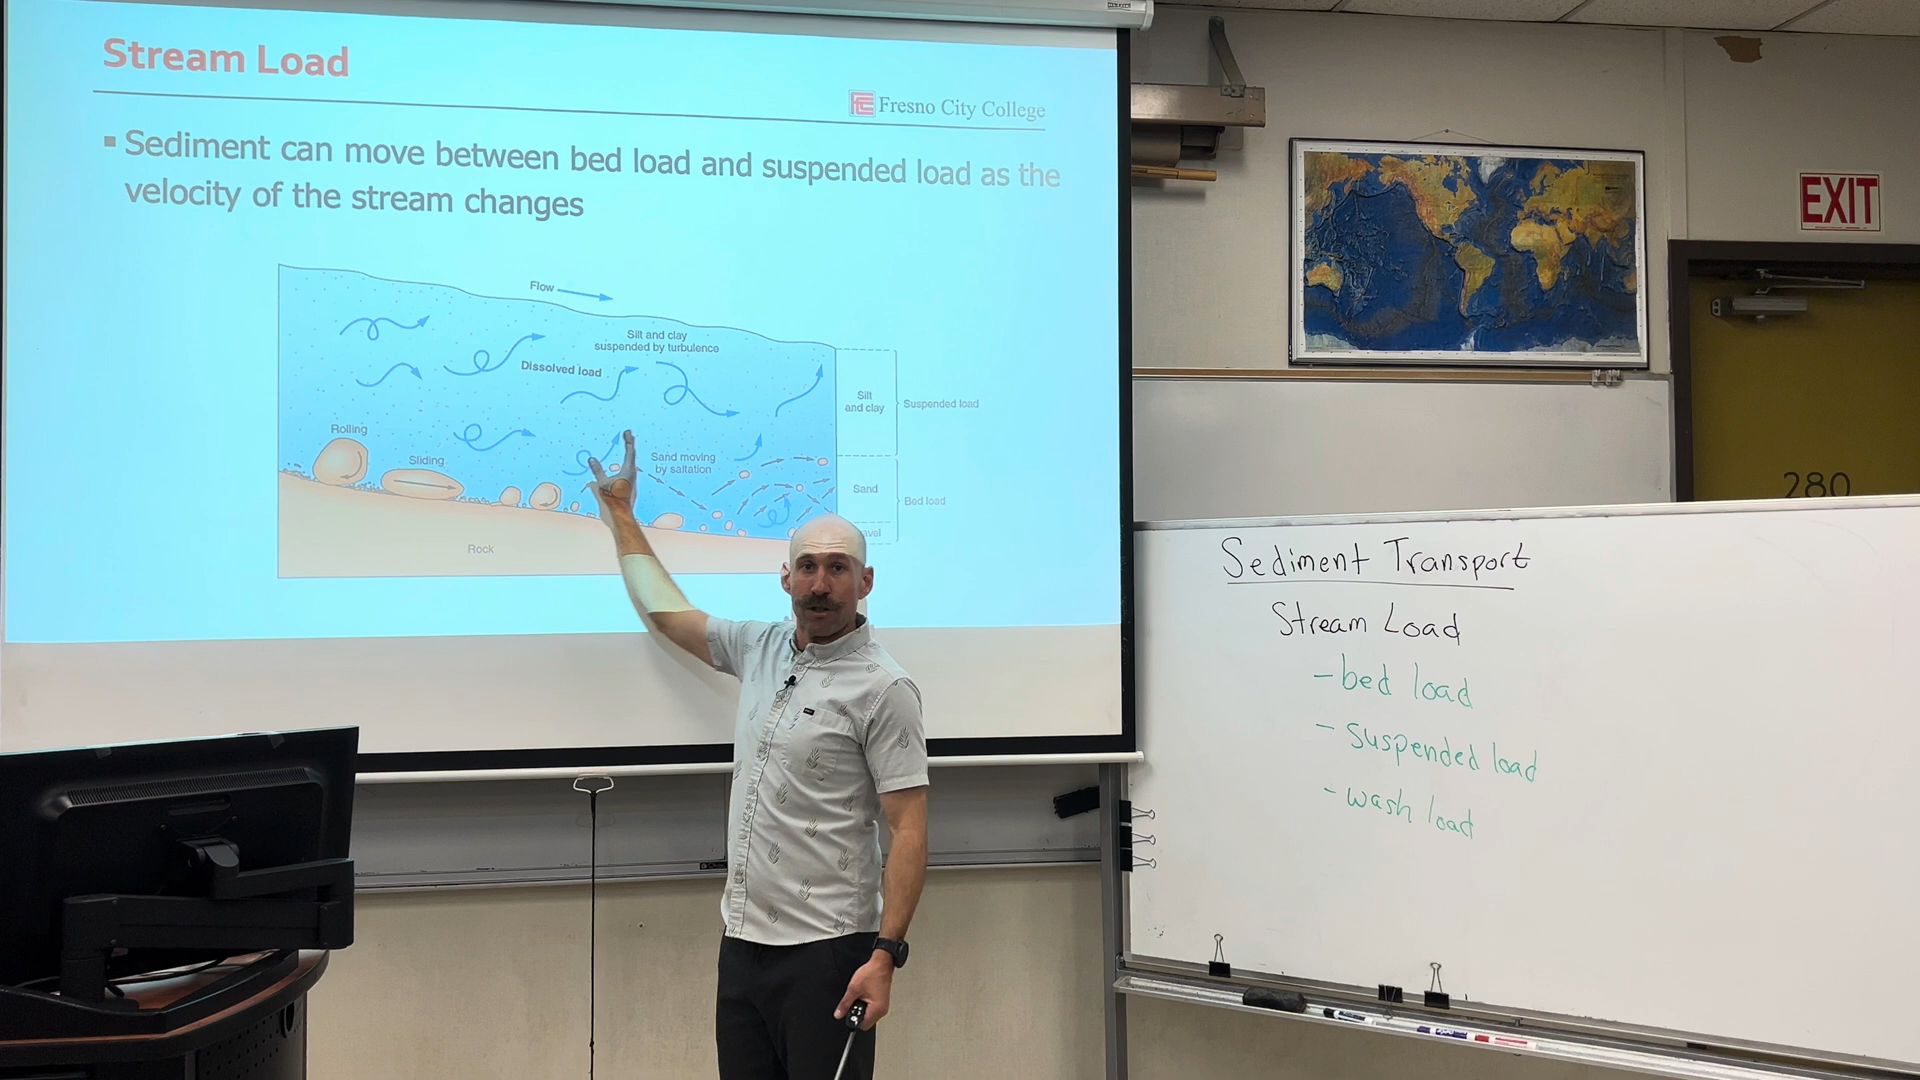 Stream Load
FCC Fresno City College
Sediment can move between bed load and suspended load as the
velocity of the stream changes
Flow
Silt and clay
suspended by turbulence
Dissolved load
Silt
and clay
Suspended load
Rolling
Sliding
Sand moving
by saltation
Sand
Bed load
Rock
EXIT
280
Sediment Transport
Stream Load
- bed load
- suspended load
- wash load